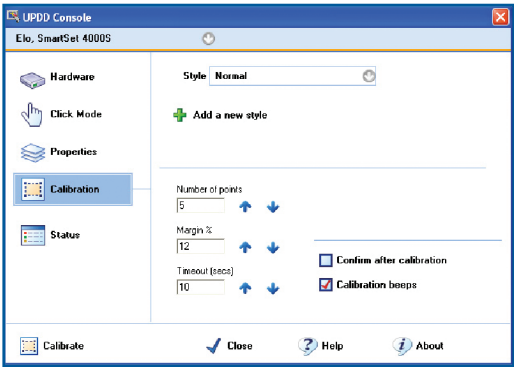 UPDD Console
Elo, SmartSet 4000S
Hardware
Click Mode
Properties
Calibration
Status
Style Normal
Add a new style
Number of points
5
Margin %
12
Timeout (secs)
10
Confirm after calibration
Calibration beeps
Calibrate
Close
Help
About